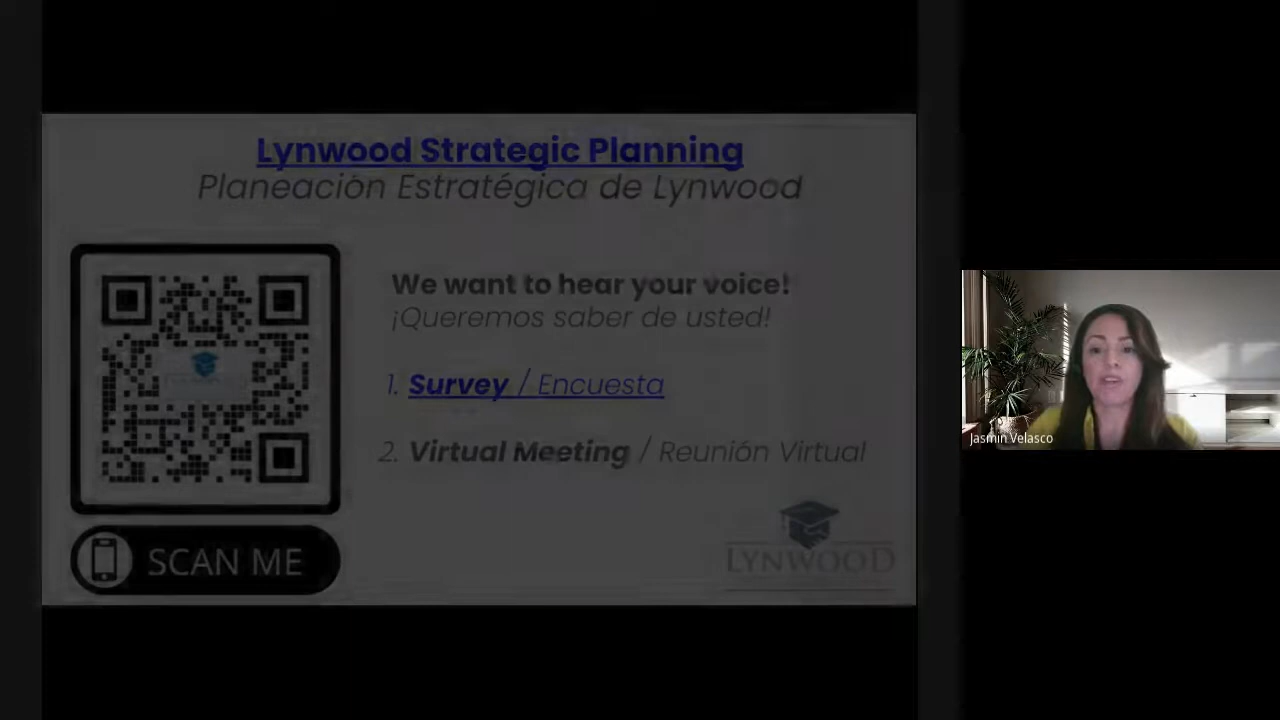 Lynwood Strategic Planning
Planeación Estratégica de Lynwood
We want to hear your voice!
¡Queremos saber de usted!
1. Survey / Encuesta
2. Virtual Meeting / Reunión Virtual
SCAN ME
LYNWOOD
Jasmin Velasco